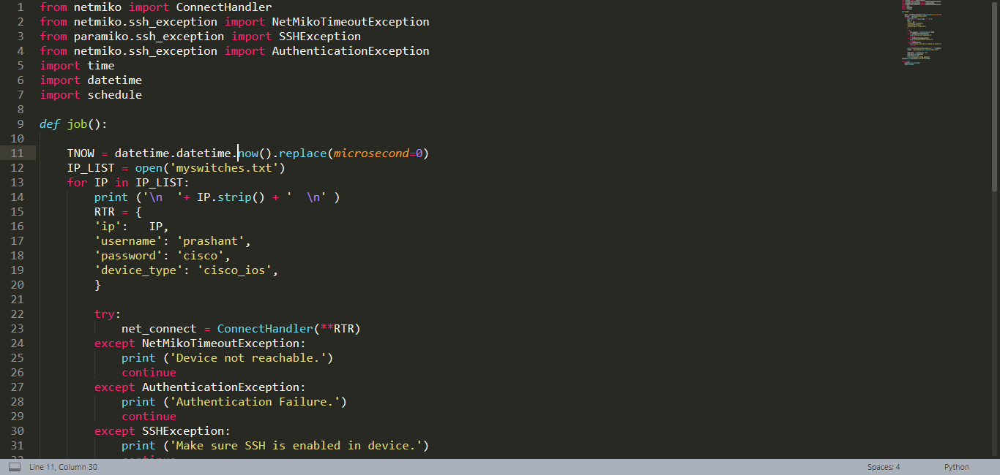 1 from netmiko import ConnectHandler
2 from netmiko.ssh_exception import NetMikoTimeoutException
3 from paramiko.ssh_exception import SSHException
4 from netmiko.ssh_exception import AuthenticationException
5 import time
6 import datetime
7 import schedule
8
9 def job():
10
11     TNOW = datetime.datetime.now().replace(microsecond=0)
12     IP_LIST = open('myswitches.txt')
13     for IP in IP_LIST:
14         print ('\n  '+ IP.strip() + '  \n' )
15         RTR = {
16         'ip':   IP,
17         'username': 'prashant',
18         'password': 'cisco',
19         'device_type': 'cisco_ios',
20         }
21
22         try:
23             net_connect = ConnectHandler(**RTR)
24         except NetMikoTimeoutException:
25             print ('Device not reachable.')
26             continue
27         except AuthenticationException:
28             print ('Authentication Failure.')
29             continue
30         except SSHException:
31             print ('Make sure SSH is enabled in device.')
Line 11, Column 30 Spaces: 4 Python